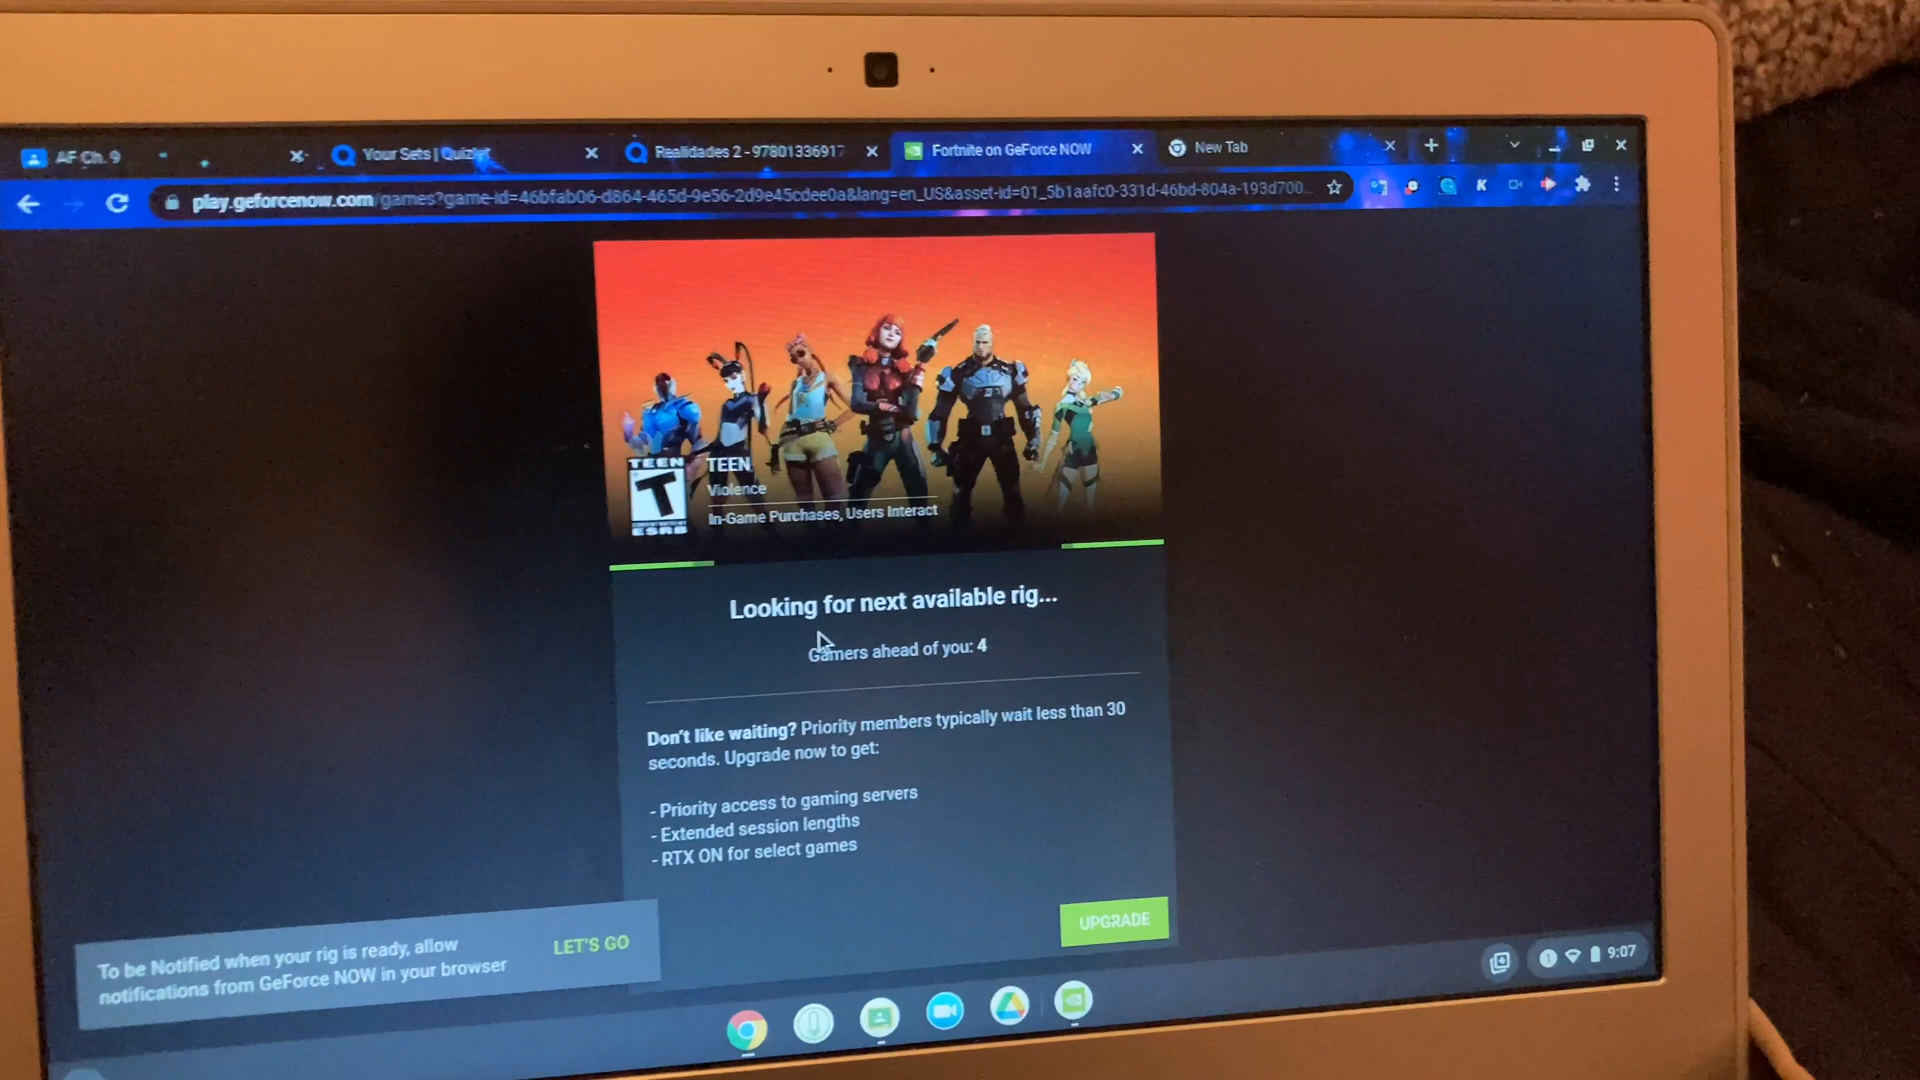 AF Ch. 9
Your Sets | Quizlet
Realidades 2 - 97801336917
Fortnite on GeForce NOW
New Tab
play.geforcenow.com/games?game-id=46bfab06-d864-465d-9e56-2d9e45cdee0a&lang=en_US&asset-id=01_5b1aafc0-331d-46bd-804a-193d700...
K
TEEN
T
ESRB
TEEN
Violence
In-Game Purchases, Users Interact
Looking for next available rig...
Gamers ahead of you: 4
Don't like waiting? Priority members typically wait less than 30
seconds. Upgrade now to get:
- Priority access to gaming servers
- Extended session lengths
- RTX ON for select games
UPGRADE
To be Notified when your rig is ready, allow
notifications from GeForce NOW in your browser
LET'S GO
1
9:07